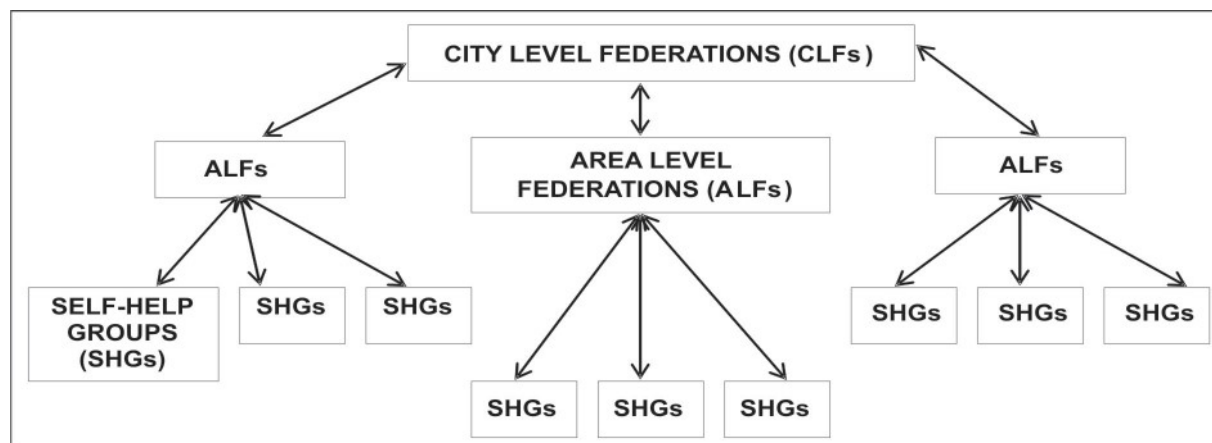 CITY LEVEL FEDERATIONS (CLFs)
ALFs
AREA LEVEL
FEDERATIONS (ALFs)
ALFs
SELF-HELP
GROUPS
(SHGs)
SHGs
SHGs
SHGs
SHGs
SHGs
SHGs
SHGs
SHGs